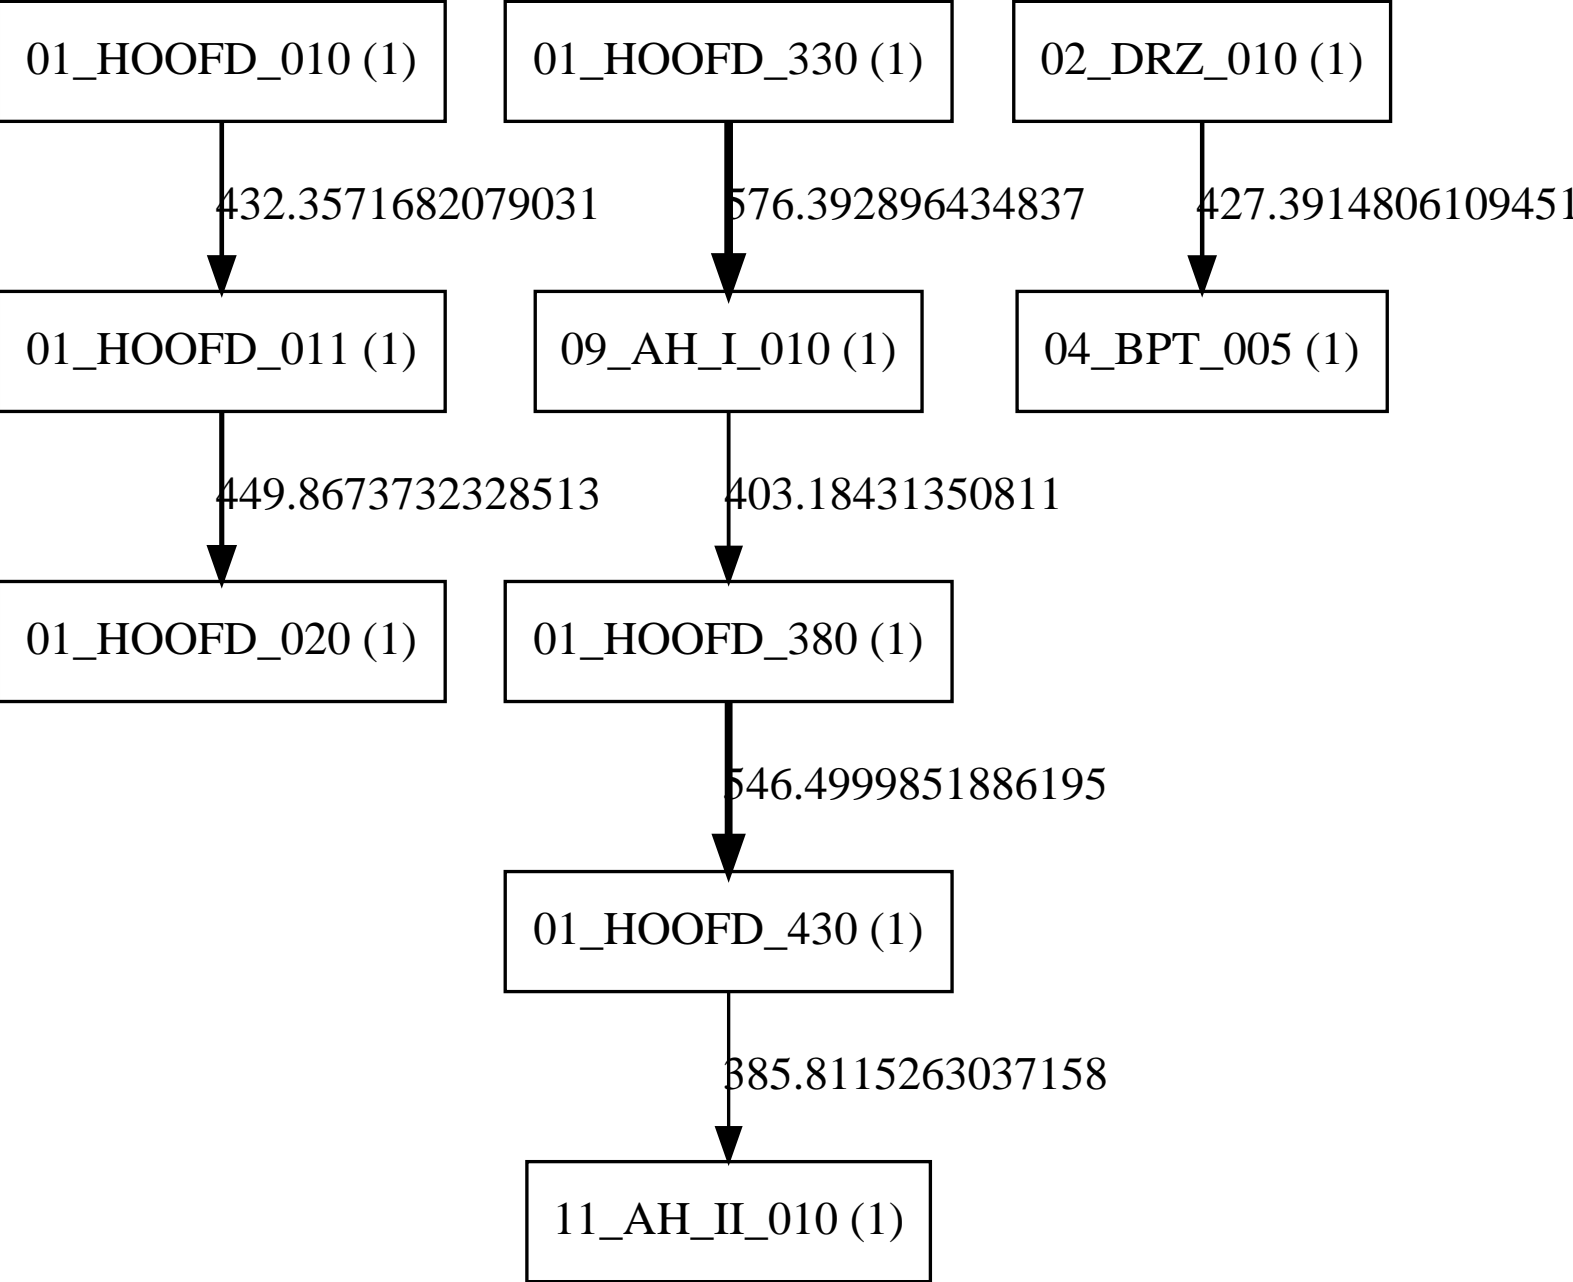 01_HOOFD_010 (1)
01_HOOFD_330 (1)
02_DRZ_010 (1)
432.3571682079031
576.392896434837
427.3914806109451
01_HOOFD_011 (1)
09_AH_I_010 (1)
04_BPT_005 (1)
449.8673732328513
403.18431350811
01_HOOFD_020 (1)
01_HOOFD_380 (1)
546.4999851886195
01_HOOFD_430 (1)
385.8115263037158
11_AH_II_010 (1)